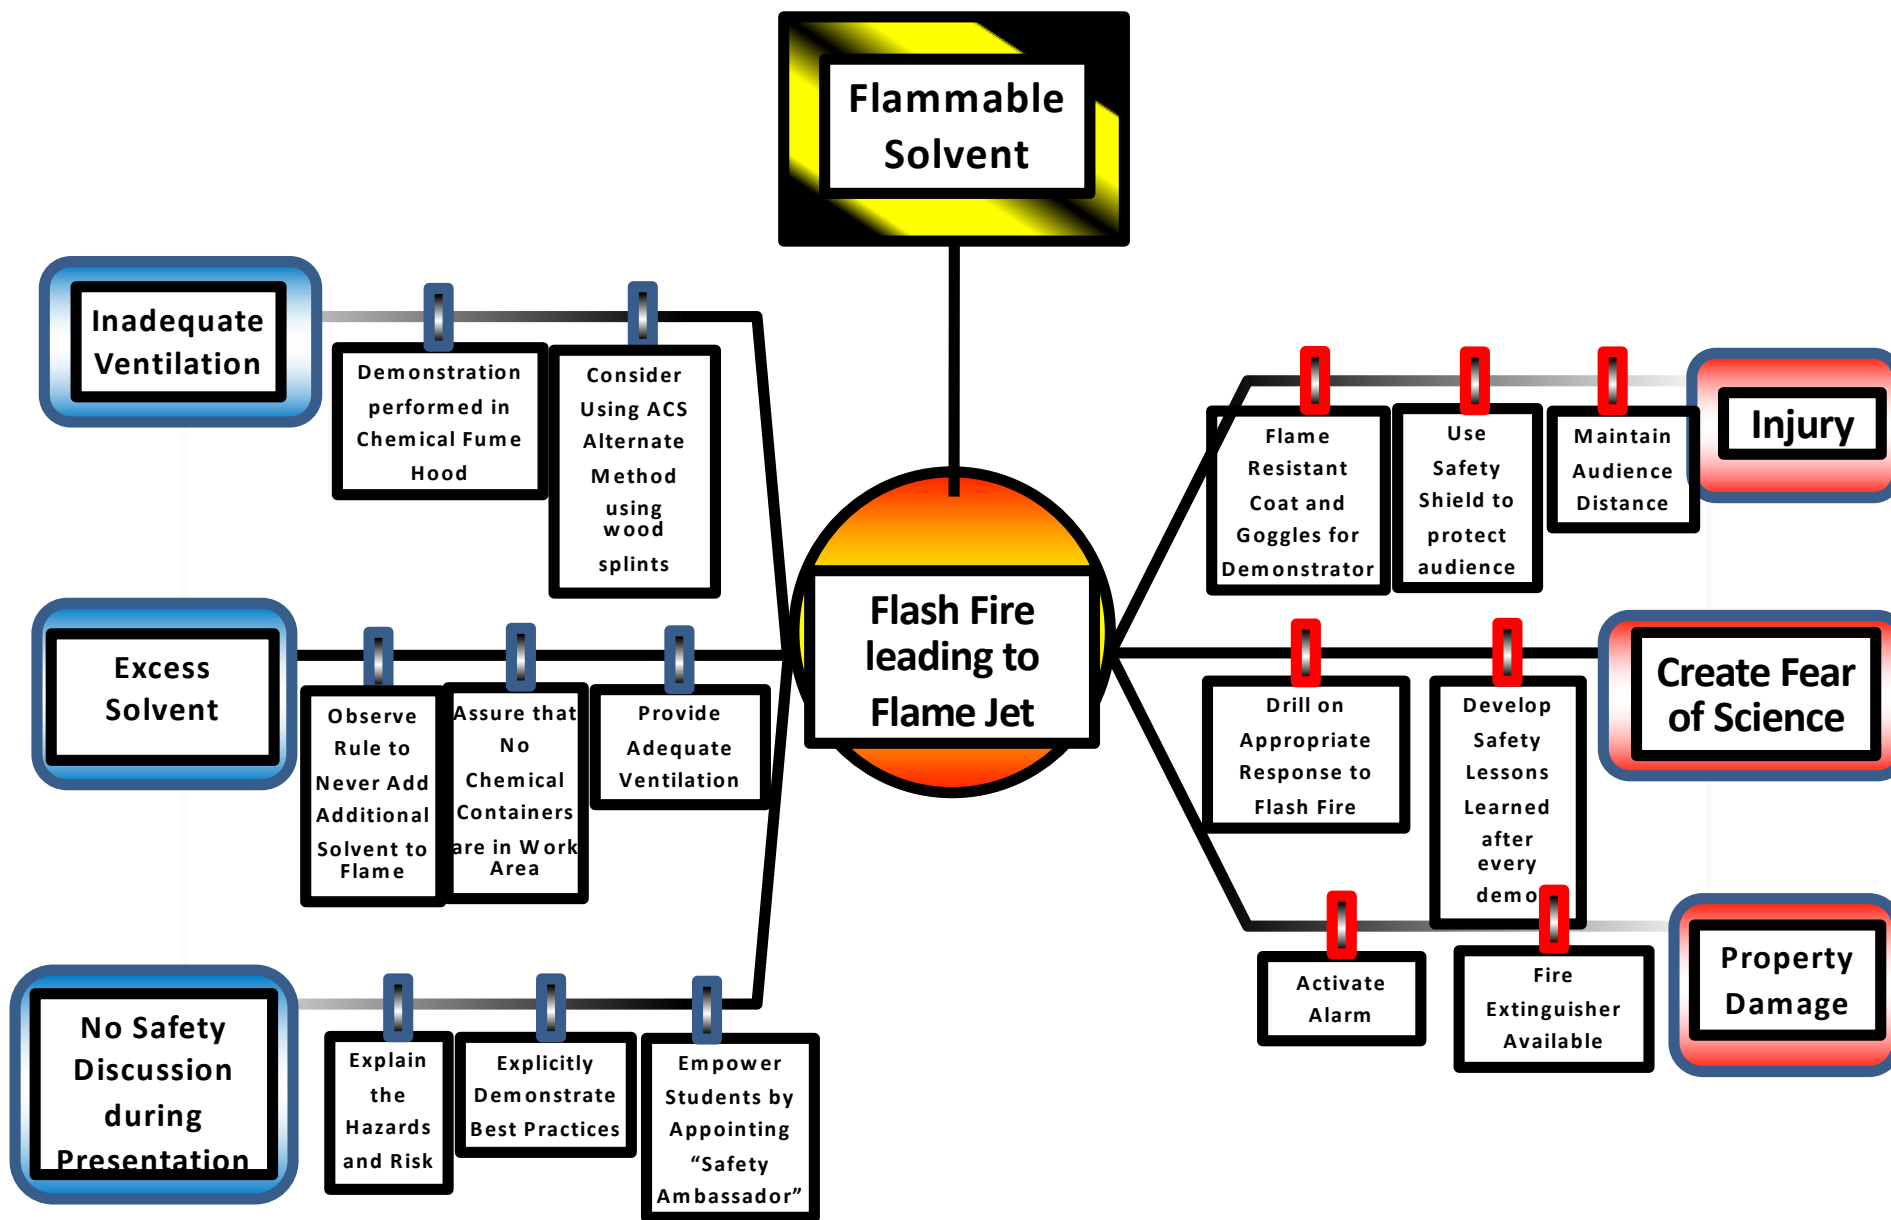 Flammable
Solvent
Inadequate
Ventilation
Demonstration
performed in
Chemical Fume
Hood
Consider
Using ACS
Alternate
Method
using
wood
splints
Excess
Solvent
Observe
Rule to
Never Add
Additional
Solvent to
Flame
Assure that
No
Chemical
Containers
are in Work
Area
Provide
Adequate
Ventilation
No Safety
Discussion
during
Presentation
Explain
the
Hazards
and Risk
Explicitly
Demonstrate
Best Practices
Empower
Students by
Appointing
“Safety
Ambassador”
Flash Fire
leading to
Flame Jet
Flame
Resistant
Coat and
Goggles for
Demonstrator
Use
Safety
Shield to
protect
audience
Maintain
Audience
Distance
Injury
Drill on
Appropriate
Response to
Flash Fire
Develop
Safety
Lessons
Learned
after
every
demo
Create Fear
of Science
Activate
Alarm
Fire
Extinguisher
Available
Property
Damage